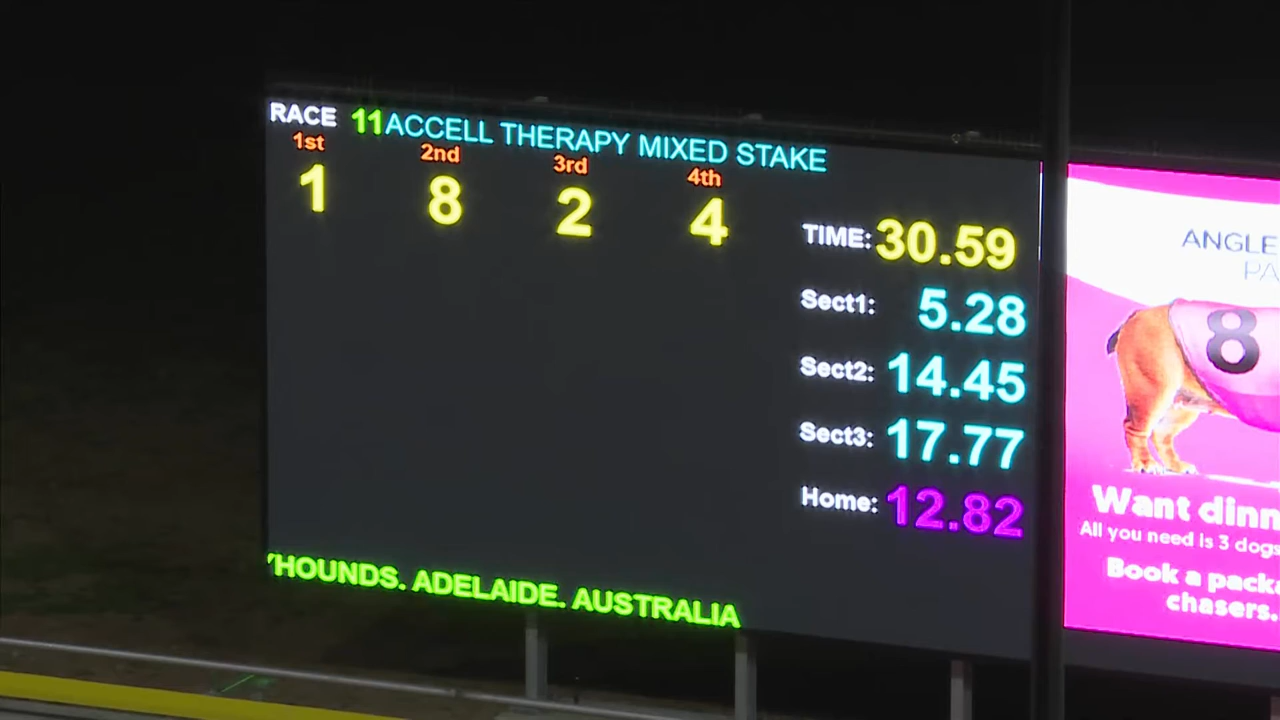 RACE 11 ACCELL THERAPY MIXED STAKE
1st 2nd 3rd 4th
1 8 2 4
TIME: 30.59
Sect1: 5.28
Sect2: 14.45
Sect3: 17.77
Home: 12.82
HOUNDS. ADELAIDE. AUSTRALIA
ANGLE
PA
8
Want dinn
All you need is 3 dogs
Book a packa
chasers.